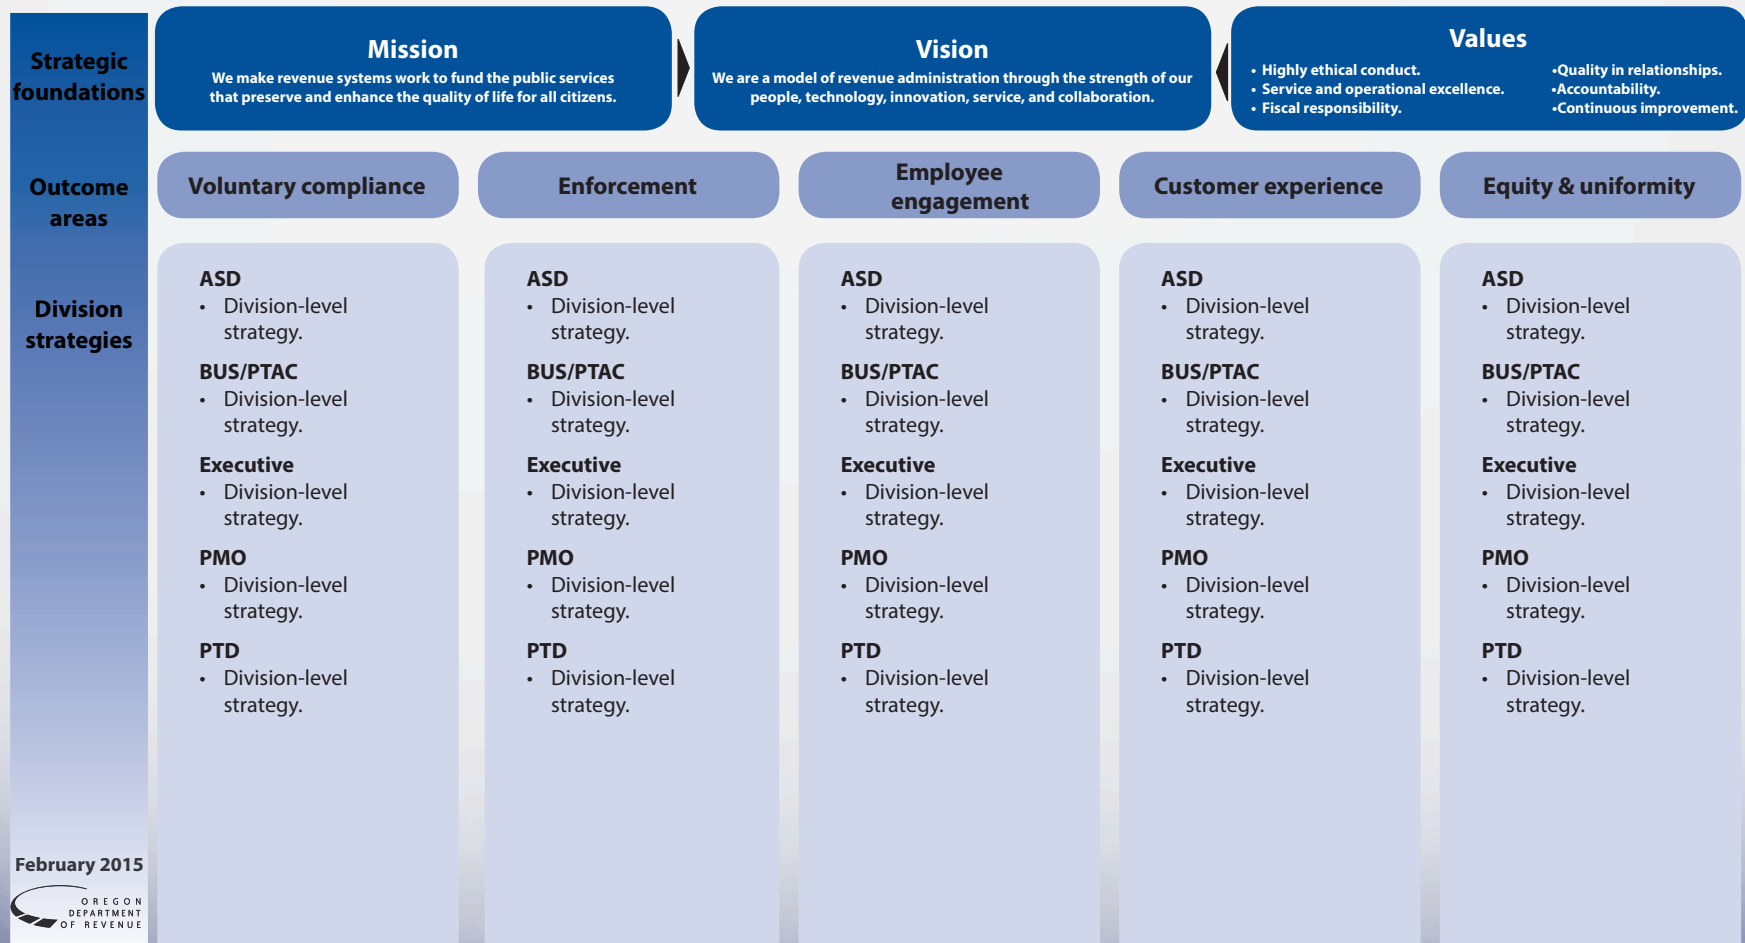 Strategic
foundations
Mission
We make revenue systems work to fund the public services
that preserve and enhance the quality of life for all citizens.
Vision
We are a model of revenue administration through the strength of our
people, technology, innovation, service, and collaboration.
Values
• Highly ethical conduct.
• Service and operational excellence.
• Fiscal responsibility.
•Quality in relationships.
•Accountability.
•Continuous improvement.
Outcome
areas
Voluntary compliance
Enforcement
Employee
engagement
Customer experience
Equity & uniformity
Division
strategies
ASD
• Division-level
strategy.
BUS/PTAC
• Division-level
strategy.
Executive
• Division-level
strategy.
PMO
• Division-level
strategy.
PTD
• Division-level
strategy.
ASD
• Division-level
strategy.
BUS/PTAC
• Division-level
strategy.
Executive
• Division-level
strategy.
PMO
• Division-level
strategy.
PTD
• Division-level
strategy.
ASD
• Division-level
strategy.
BUS/PTAC
• Division-level
strategy.
Executive
• Division-level
strategy.
PMO
• Division-level
strategy.
PTD
• Division-level
strategy.
ASD
• Division-level
strategy.
BUS/PTAC
• Division-level
strategy.
Executive
• Division-level
strategy.
PMO
• Division-level
strategy.
PTD
• Division-level
strategy.
ASD
• Division-level
strategy.
BUS/PTAC
• Division-level
strategy.
Executive
• Division-level
strategy.
PMO
• Division-level
strategy.
PTD
• Division-level
strategy.
February 2015
OREGON
DEPARTMENT
OF REVENUE